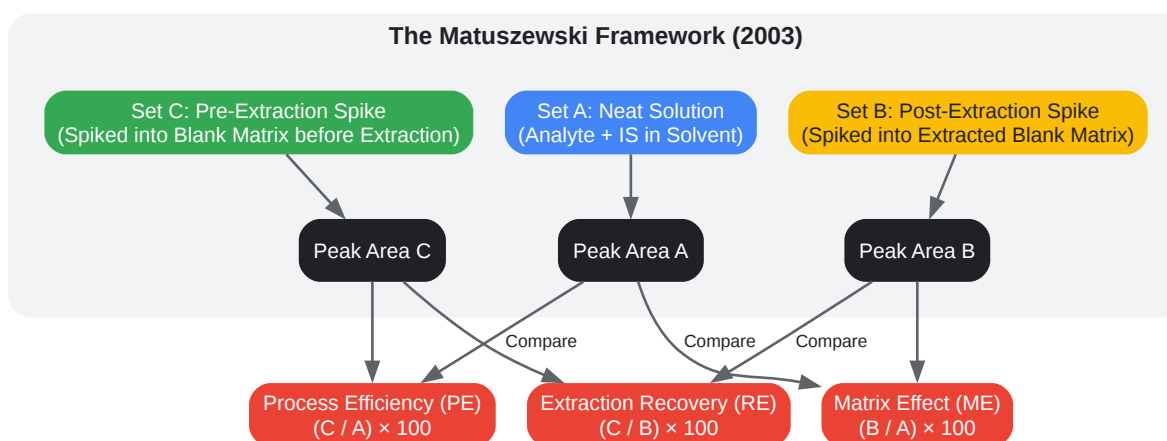 The Matuszewski Framework (2003)
Set C: Pre-Extraction Spike
(Spiked into Blank Matrix before Extraction)
Set A: Neat Solution
(Analyte + IS in Solvent)
Set B: Post-Extraction Spike
(Spiked into Extracted Blank Matrix)
Peak Area C
Peak Area A
Peak Area B
Compare
Compare
Compare
Process Efficiency (PE)
(C / A) × 100
Extraction Recovery (RE)
(C / B) × 100
Matrix Effect (ME)
(B / A) × 100